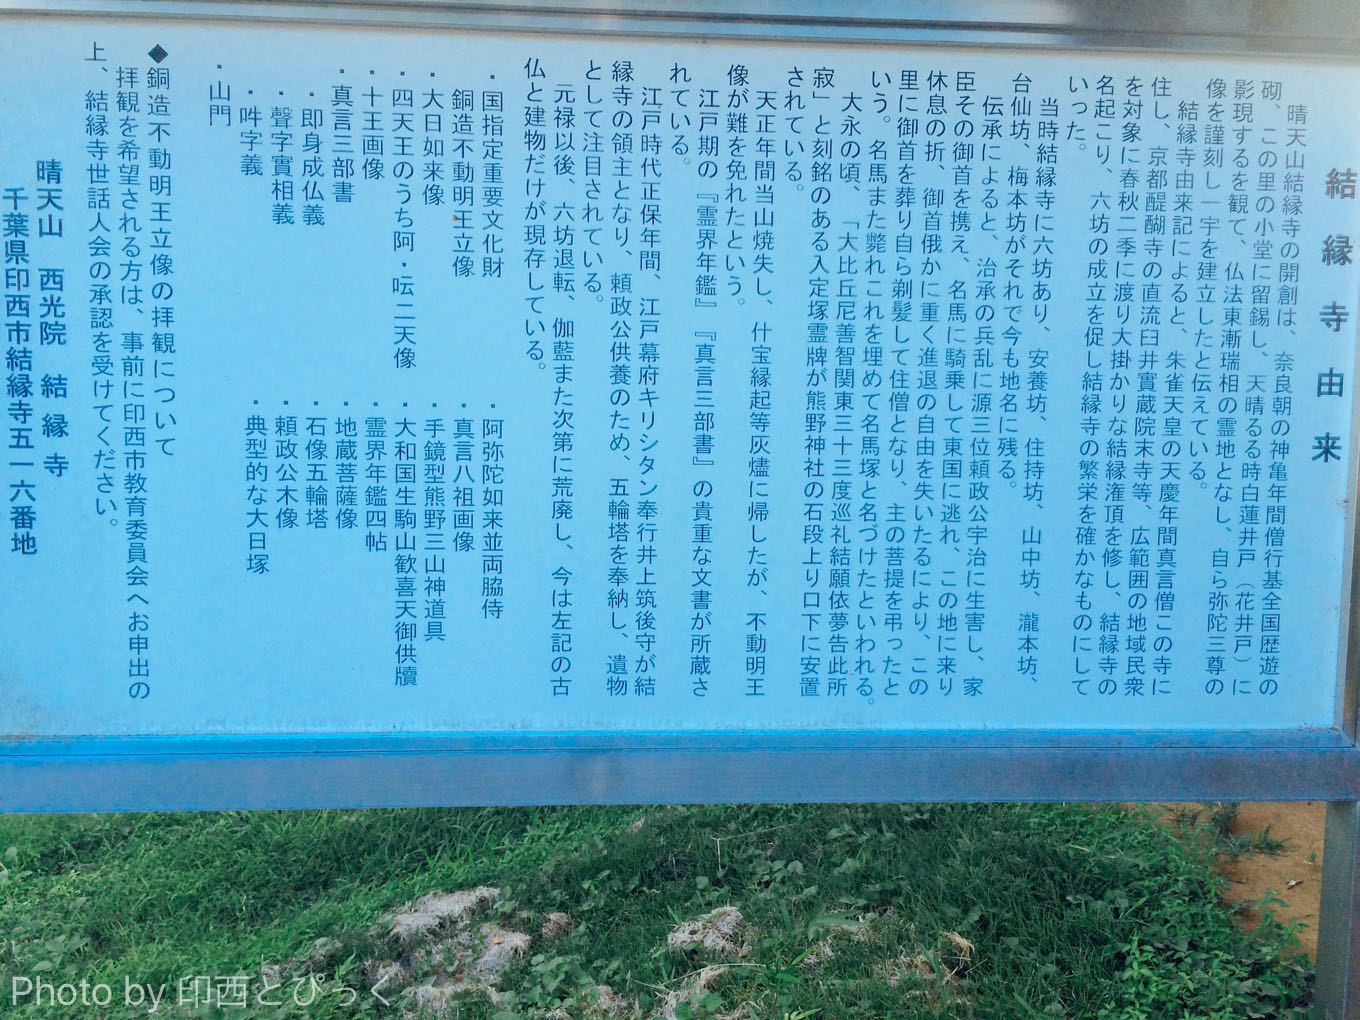 結縁寺由来
晴天山結縁寺の開創は、奈良朝の神亀年間僧行基全国歴遊の
砌、この里の小堂に留錫し、天晴るる時白蓮井戸（花井戸）に
影現するを観て、仏法東漸瑞相の霊地となし、自ら弥陀三尊の
像を謹刻し一宇を建立したと伝えている。
結縁寺由来記によると、朱雀天皇の天慶年間真言僧この寺に
住し、京都醍醐寺の直流臼井實蔵院末寺等、広範囲の地域民衆
を対象に春秋二季に渡り大掛かりな結縁潅頂を修し、結縁寺の
名起こり、六坊の成立を促し結縁寺の繁栄を確かなものにして
いった。
当時結縁寺に六坊あり、安養坊、住持坊、山中坊、瀧本坊、
台仙坊、梅本坊がそれで今も地名に残る。
伝承によると、治承の兵乱に源三位頼政公宇治に生害し、家
臣その御首を携え、名馬に騎乗して東国に逃れ、この地に来り
休息の折、御首俄かに重く進退の自由を失いたるにより、この
里に御首を葬り自ら剃髪して住僧となり、主の菩提を弔ったと
いう。名馬また斃れこれを埋めて名馬塚と名づけたといわれる。
大永の頃、「大比丘尼善智関東三十三度巡礼結願依夢告此所
寂」と刻銘のある入定塚霊牌が熊野神社の石段上り口下に安置
されている。
天正年間当山焼失し、什宝縁起等灰燼に帰したが、不動明王
像が難を免れたという。
江戸期の『霊界年鑑』『真言三部書』の貴重な文書が所蔵さ
れている。
江戸時代正保年間、江戸幕府キリシタン奉行井上筑後守が結
縁寺の領主となり、頼政公供養のため、五輪塔を奉納し、遺物
として注目されている。
元禄以後、六坊退転、伽藍また次第に荒廃し、今は左記の古
仏と建物だけが現存している。
・国指定重要文化財
銅造不動明王立像
・大日如来像
・四天王のうち阿・吽二天像
・十王画像
・真言三部書
・即身成仏義
・聲字實相義
・吽字義
・山門
・阿弥陀如来並両脇侍
・真言八祖画像
・手鏡型熊野三山神道具
・大和国生駒山歓喜天御供牘
・霊界年鑑四帖
・地蔵菩薩像
・石像五輪塔
・頼政公木像
・典型的な大日塚
◆銅造不動明王立像の拝観について
拝観を希望される方は、事前に印西市教育委員会へお申出の
上、結縁寺世話人会の承認を受けてください。
晴天山　西光院　結縁寺
千葉県印西市結縁寺五一六番地
Photo by 印西とぴっく